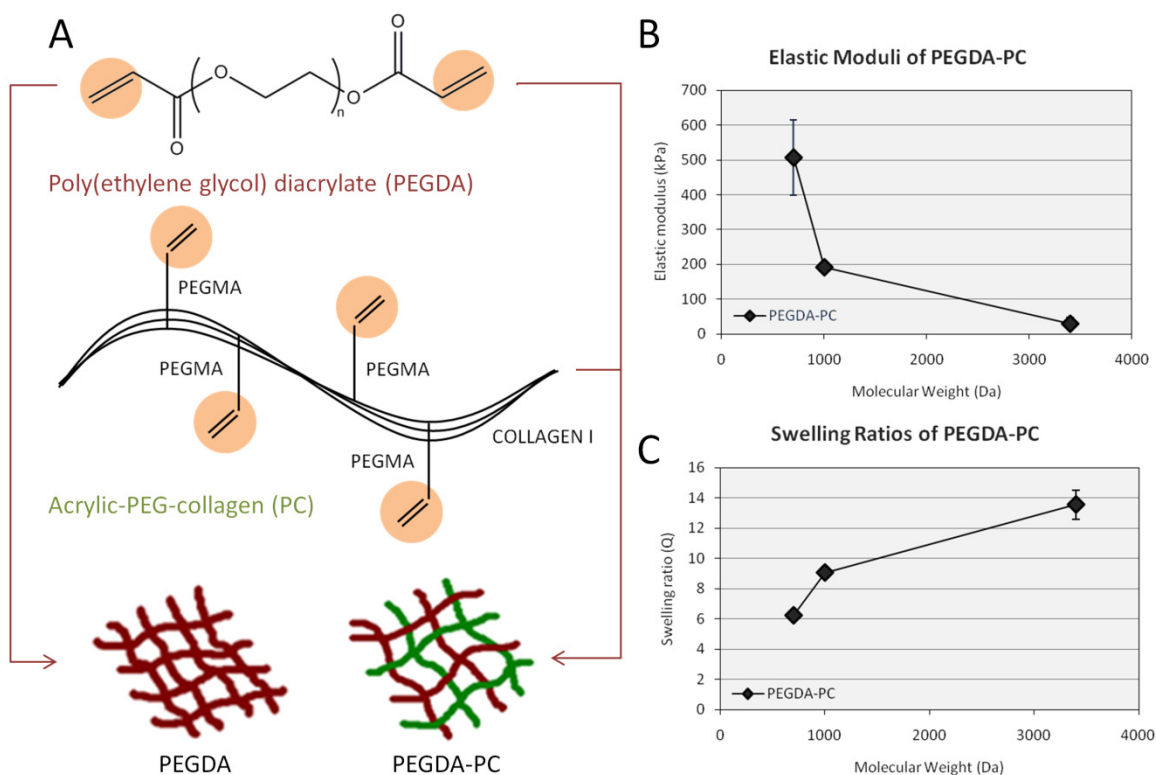 A
O
O
O
O
n
Poly(ethylene glycol) diacrylate (PEGDA)
PEGMA
PEGMA
PEGMA
PEGMA
COLLAGEN I
Acrylic-PEG-collagen (PC)
PEGDA
PEGDA-PC
B
Elastic Moduli of PEGDA-PC
Elastic modulus (kPa)
700
600
500
400
300
200
100
0
PEGDA-PC
0 1000 2000 3000 4000
Molecular Weight (Da)
C
Swelling Ratios of PEGDA-PC
Swelling ratio (Q)
16
14
12
10
8
6
4
2
0
PEGDA-PC
0 1000 2000 3000 4000
Molecular Weight (Da)